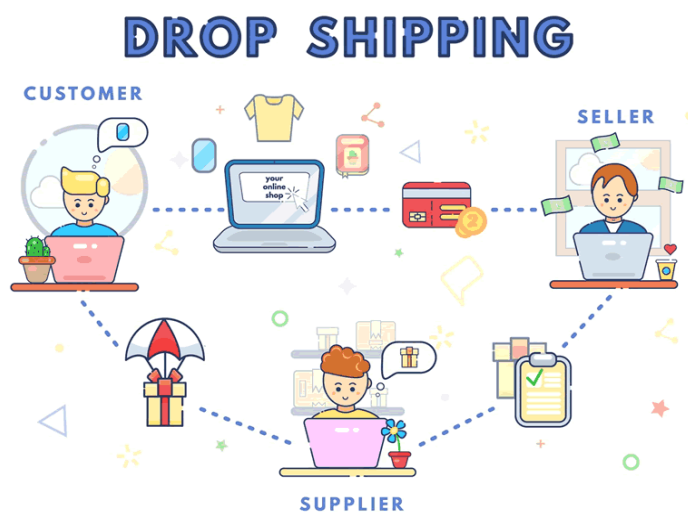 DROP SHIPPING
CUSTOMER
SELLER
your
online
shop
SUPPLIER